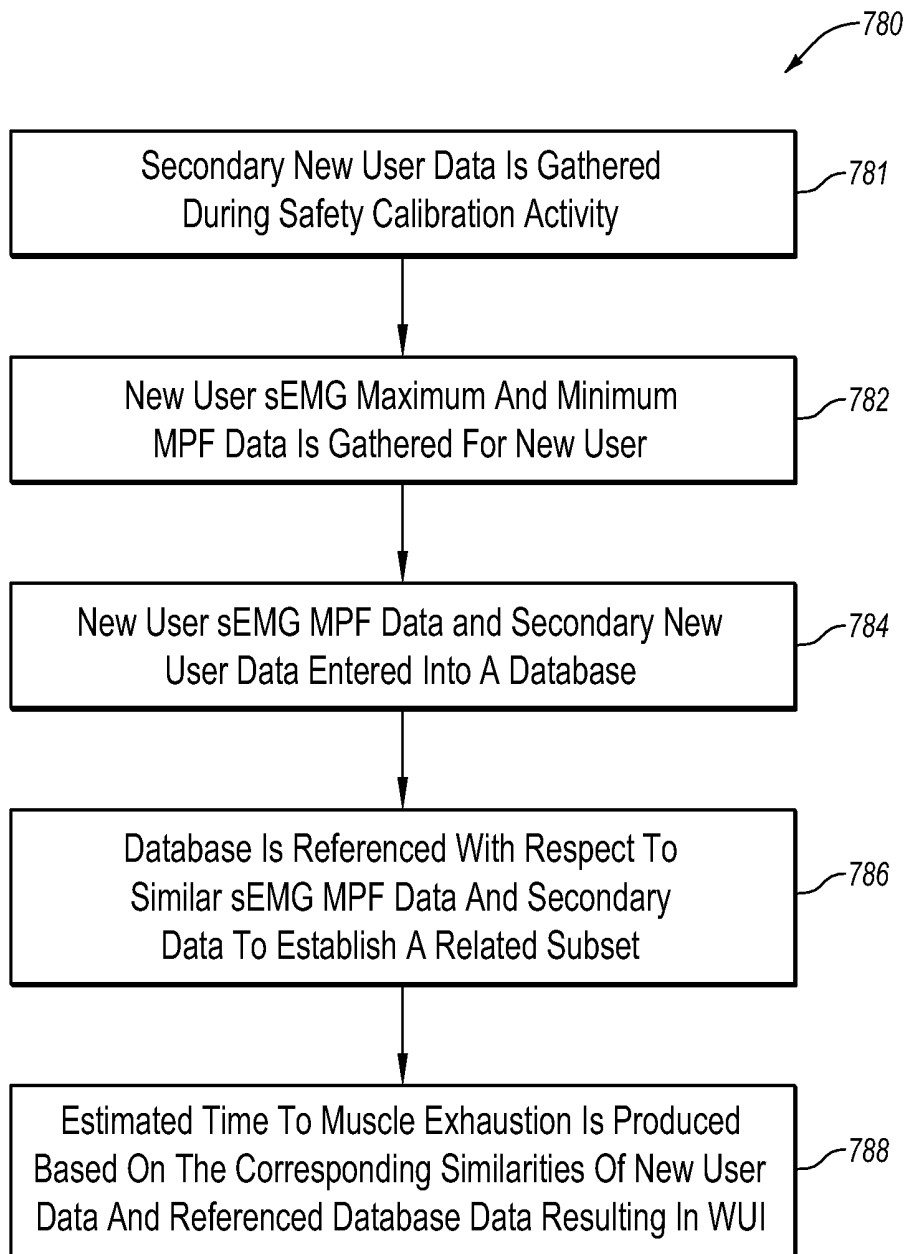 780
Secondary New User Data Is Gathered
During Safety Calibration Activity
781
New User sEMG Maximum And Minimum
MPF Data Is Gathered For New User
782
New User sEMG MPF Data and Secondary New
User Data Entered Into A Database
784
Database Is Referenced With Respect To
Similar sEMG MPF Data And Secondary
Data To Establish A Related Subset
786
Estimated Time To Muscle Exhaustion Is Produced
Based On The Corresponding Similarities Of New User
Data And Referenced Database Data Resulting In WUI
788